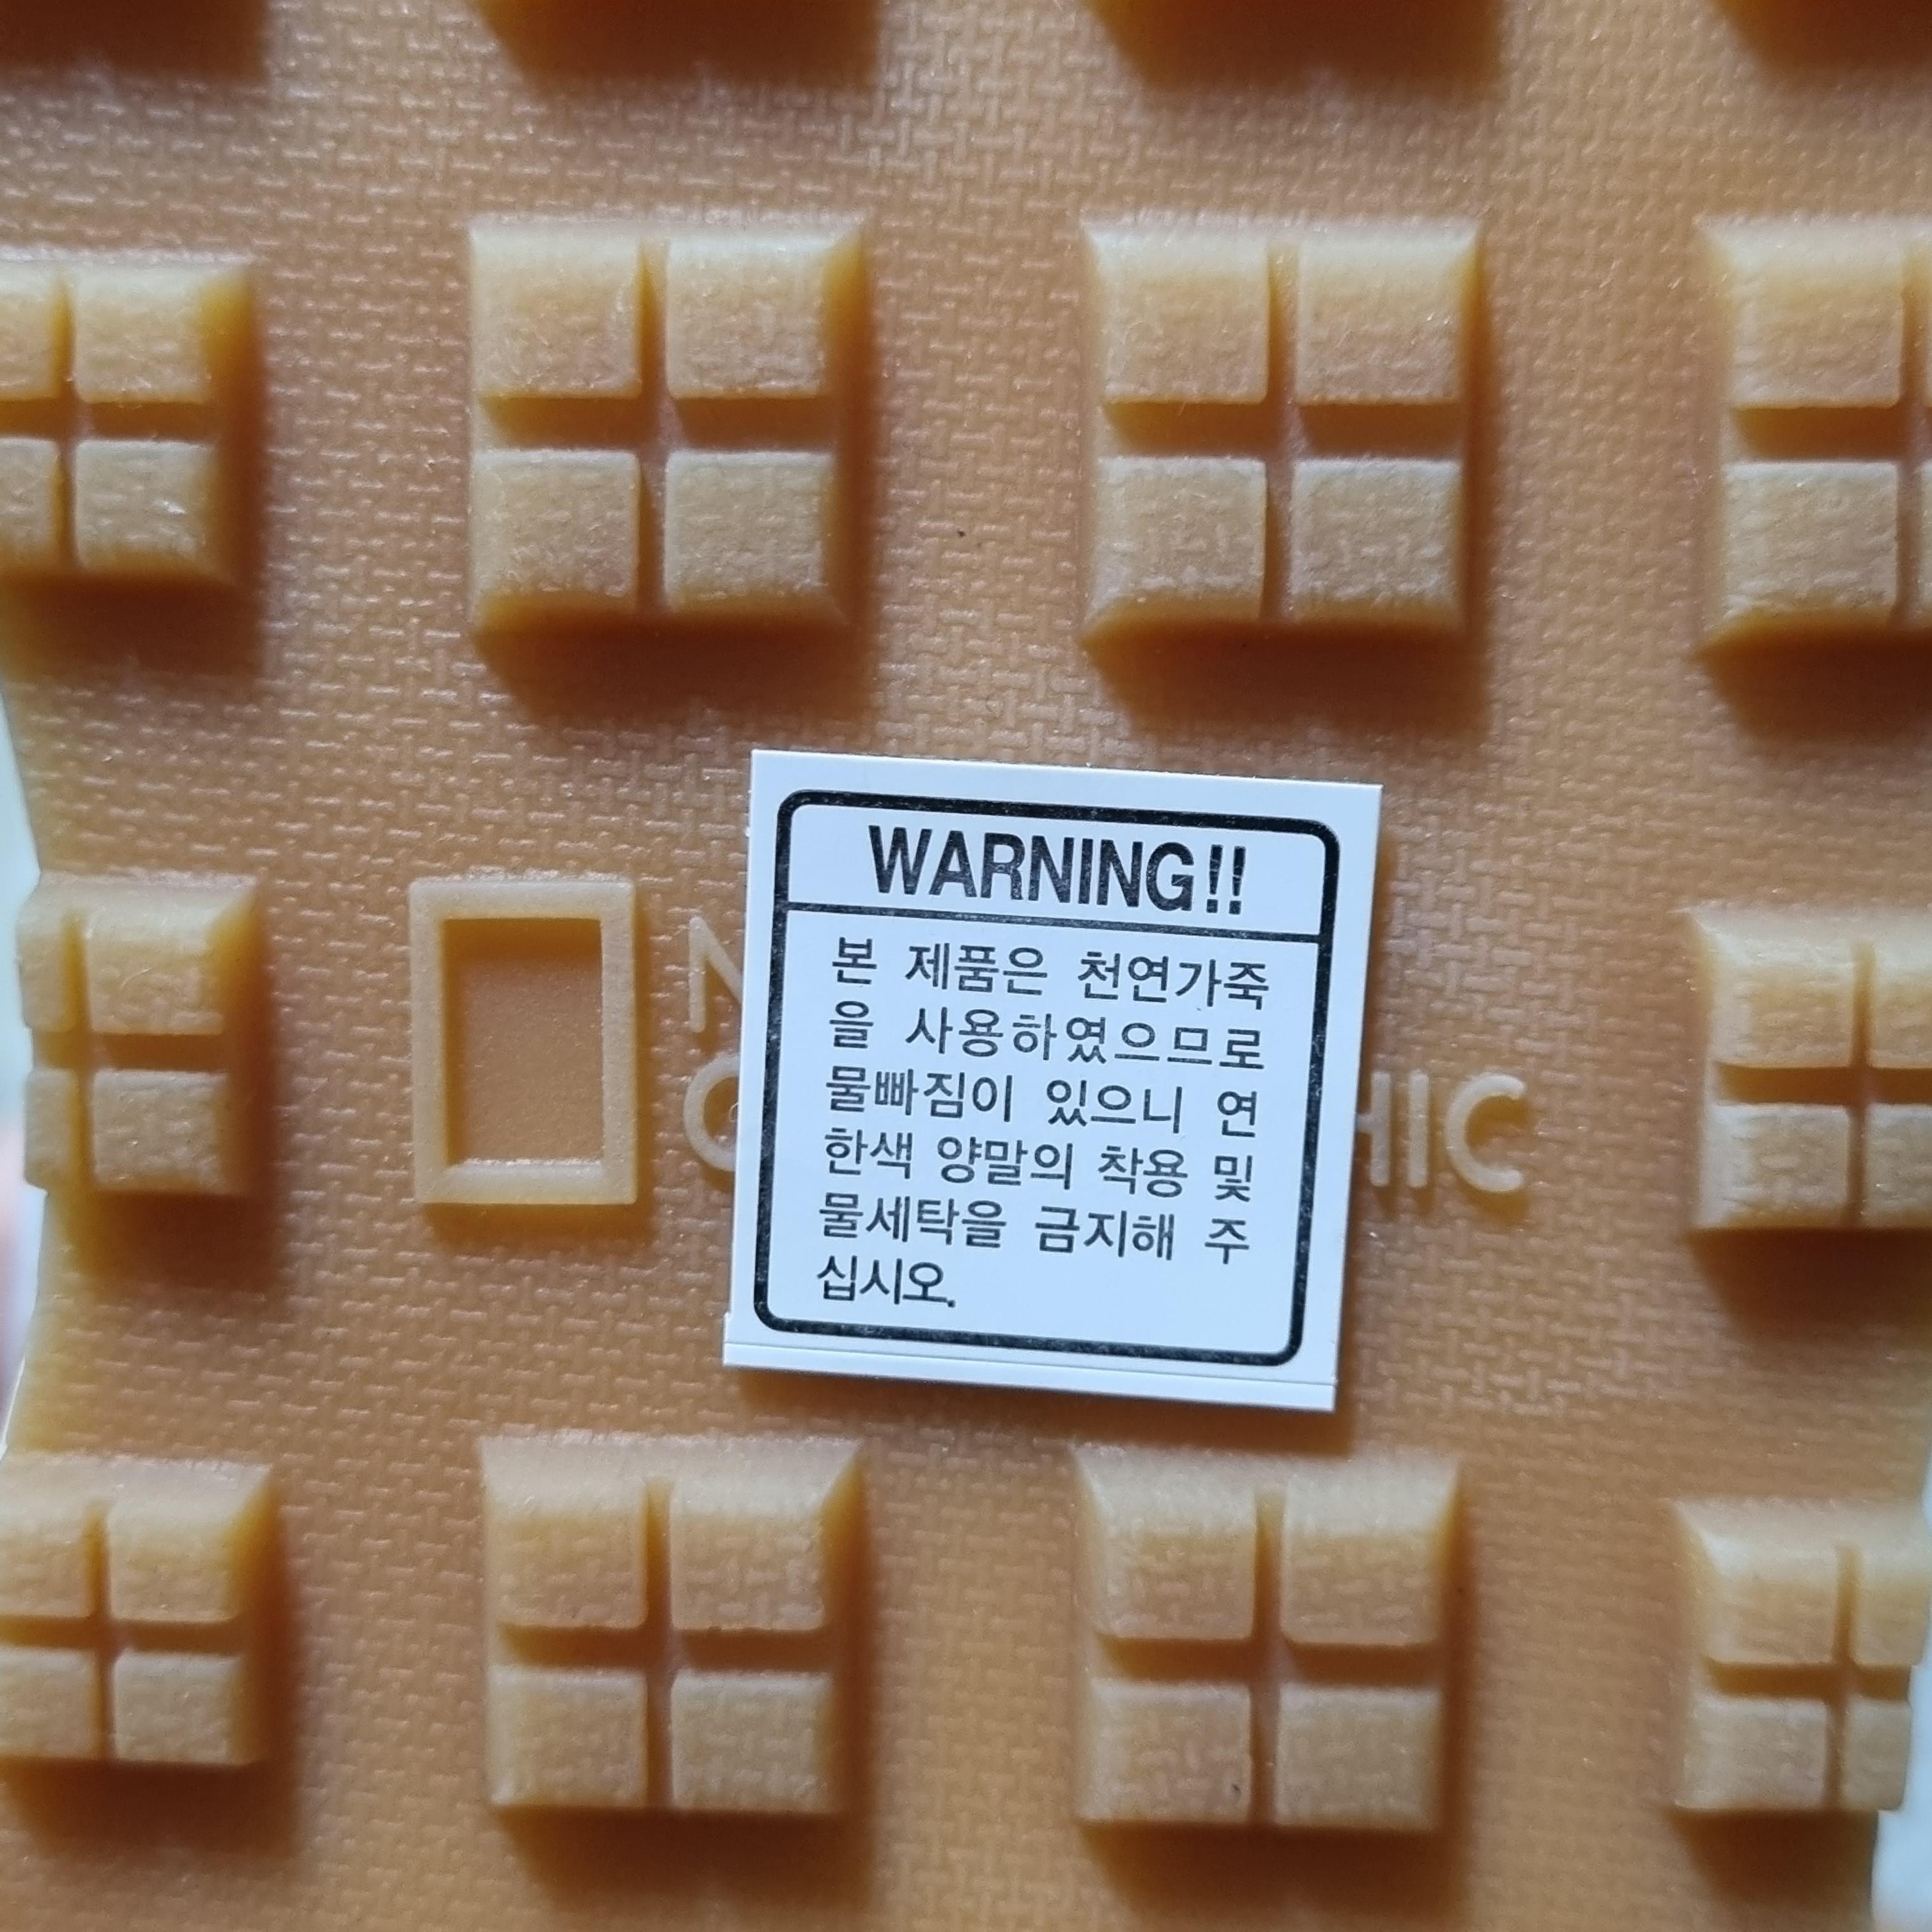 WARNING!!
본 제품은 천연가죽
을 사용하였으므로
물빠짐이 있으니 연
한색 양말의 착용 및
물세탁을 금지해 주
십시오.
N
G HIC